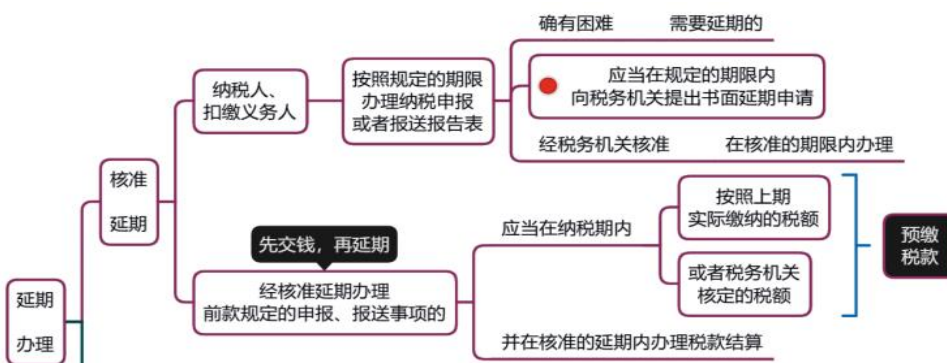 延期
办理
核准
延期
纳税人、
扣缴义务人
按照规定的期限
办理纳税申报
或者报送报告表
确有困难 需要延期的
应当在规定的期限内
向税务机关提出书面延期申请
经税务机关核准 在核准的期限内办理
先交钱，再延期
经核准延期办理
前款规定的申报、报送事项的
应当在纳税期内
按照上期
实际缴纳的税额
或者税务机关
核定的税额
预缴
税款
并在核准的延期内办理税款结算